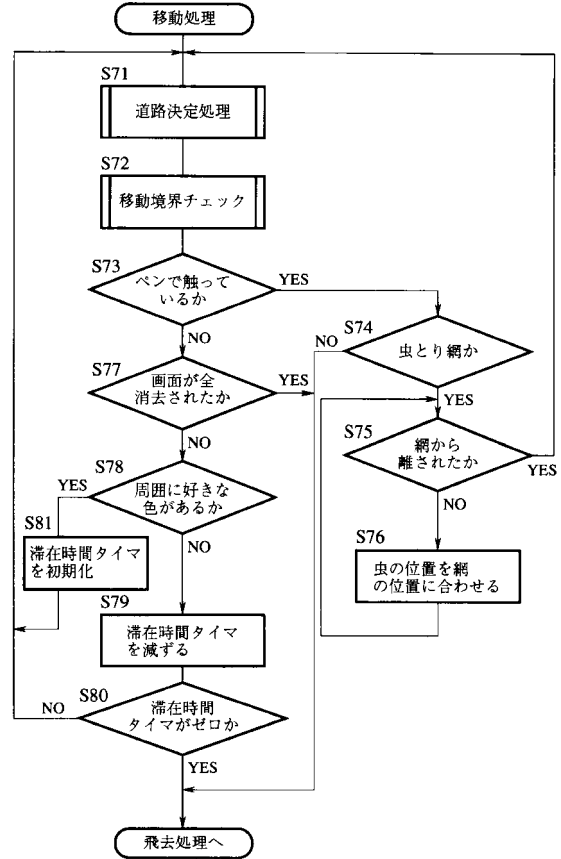 移動処理
S71
道路決定処理
S72
移動境界チェック
S73
ペンで触って
いるか
YES
NO
S74
虫とり網か
NO
YES
S77
画面が全
消去されたか
YES
NO
S75
網から
離されたか
YES
NO
S78
周囲に好きな
色があるか
YES
NO
S81
滞在時間タイマ
を初期化
S76
虫の位置を網
の位置に合わせる
S79
滞在時間タイマ
を減ずる
S80
滞在時間
タイマがゼロか
NO
YES
飛去処理へ